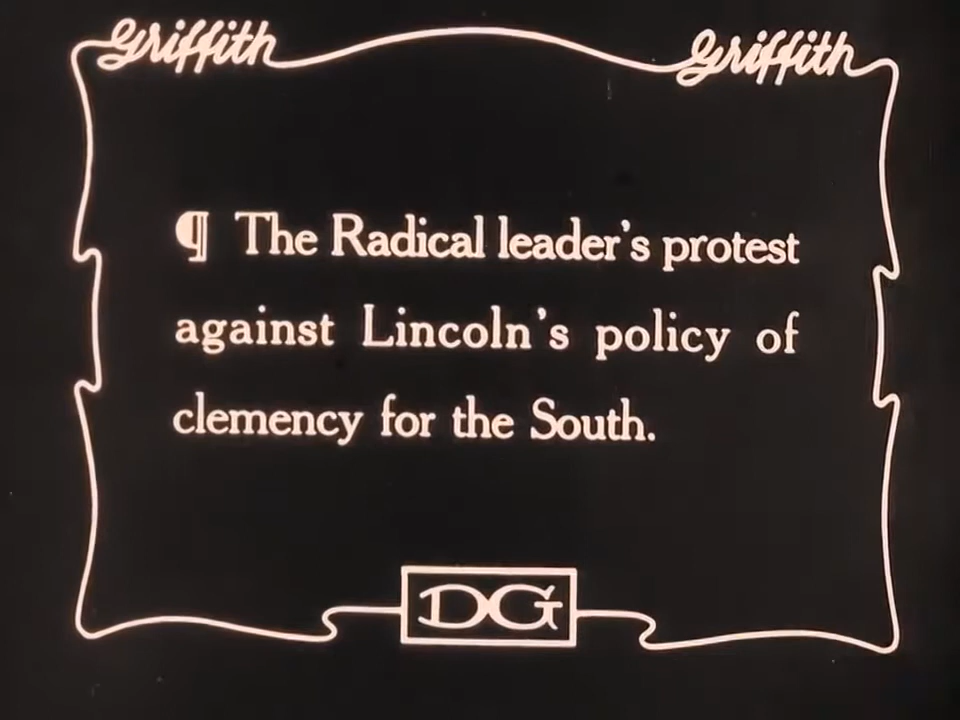 Griffith Griffith
¶ The Radical leader's protest
against Lincoln's policy of
clemency for the South.
DG